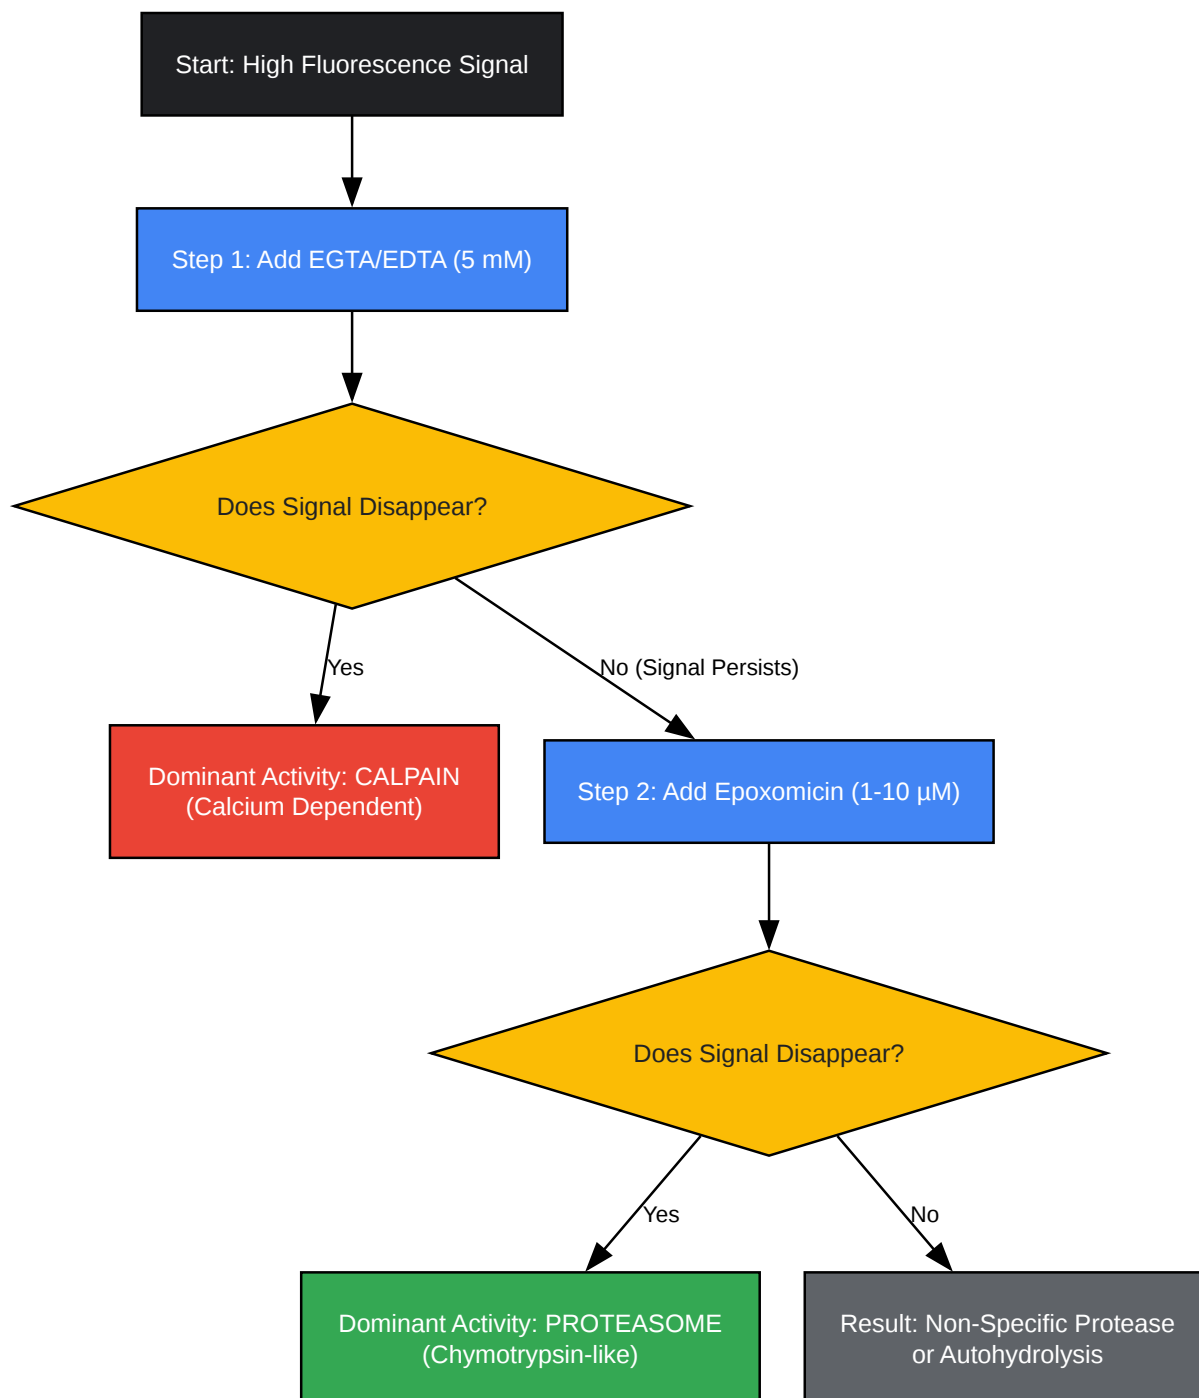 Start: High Fluorescence Signal
Step 1: Add EGTA/EDTA (5 mM)
Does Signal Disappear?
Yes
No (Signal Persists)
Dominant Activity: CALPAIN
(Calcium Dependent)
Step 2: Add Epoxomicin (1-10 µM)
Does Signal Disappear?
Yes
No
Dominant Activity: PROTEASOME
(Chymotrypsin-like)
Result: Non-Specific Protease
or Autohydrolysis